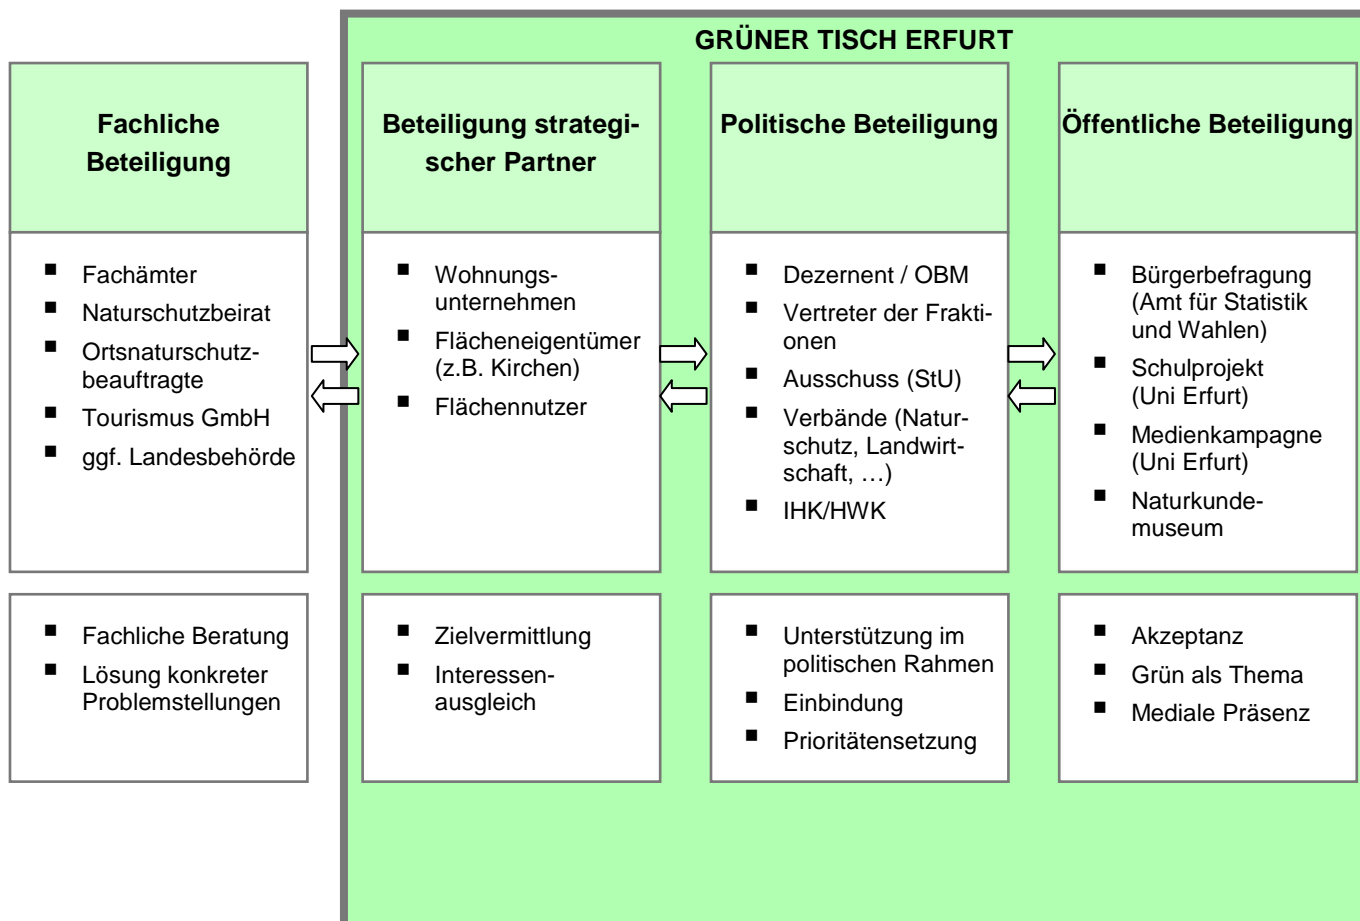 GRÜNER TISCH ERFURT
Fachliche
Beteiligung
▪ Fachämter
▪ Naturschutzbeirat
▪ Ortsnaturschutz-
beauftragte
▪ Tourismus GmbH
▪ ggf. Landesbehörde
▪ Fachliche Beratung
▪ Lösung konkreter
Problemstellungen
Beteiligung strategi-
scher Partner
▪ Wohnungs-
unternehmen
▪ Flächeneigentümer
(z.B. Kirchen)
▪ Flächennutzer
▪ Zielvermittlung
▪ Interessen-
ausgleich
Politische Beteiligung
▪ Dezernent / OBM
▪ Vertreter der Frakti-
onen
▪ Ausschuss (StU)
▪ Verbände (Natur-
schutz, Landwirt-
schaft, …)
▪ IHK/HWK
▪ Unterstützung im
politischen Rahmen
▪ Einbindung
▪ Prioritätensetzung
Öffentliche Beteiligung
▪ Bürgerbefragung
(Amt für Statistik
und Wahlen)
▪ Schulprojekt
(Uni Erfurt)
▪ Medienkampagne
(Uni Erfurt)
▪ Naturkunde-
museum
▪ Akzeptanz
▪ Grün als Thema
▪ Mediale Präsenz